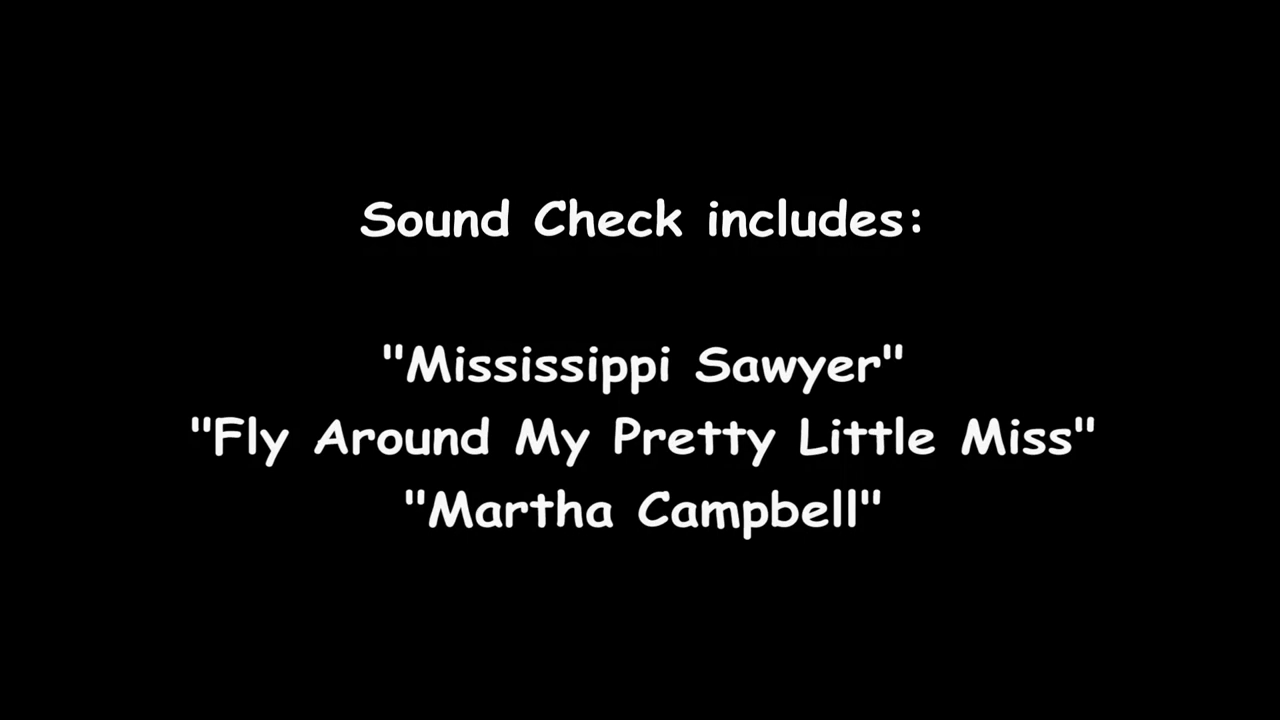 Sound Check includes:
"Mississippi Sawyer"
"Fly Around My Pretty Little Miss"
"Martha Campbell"